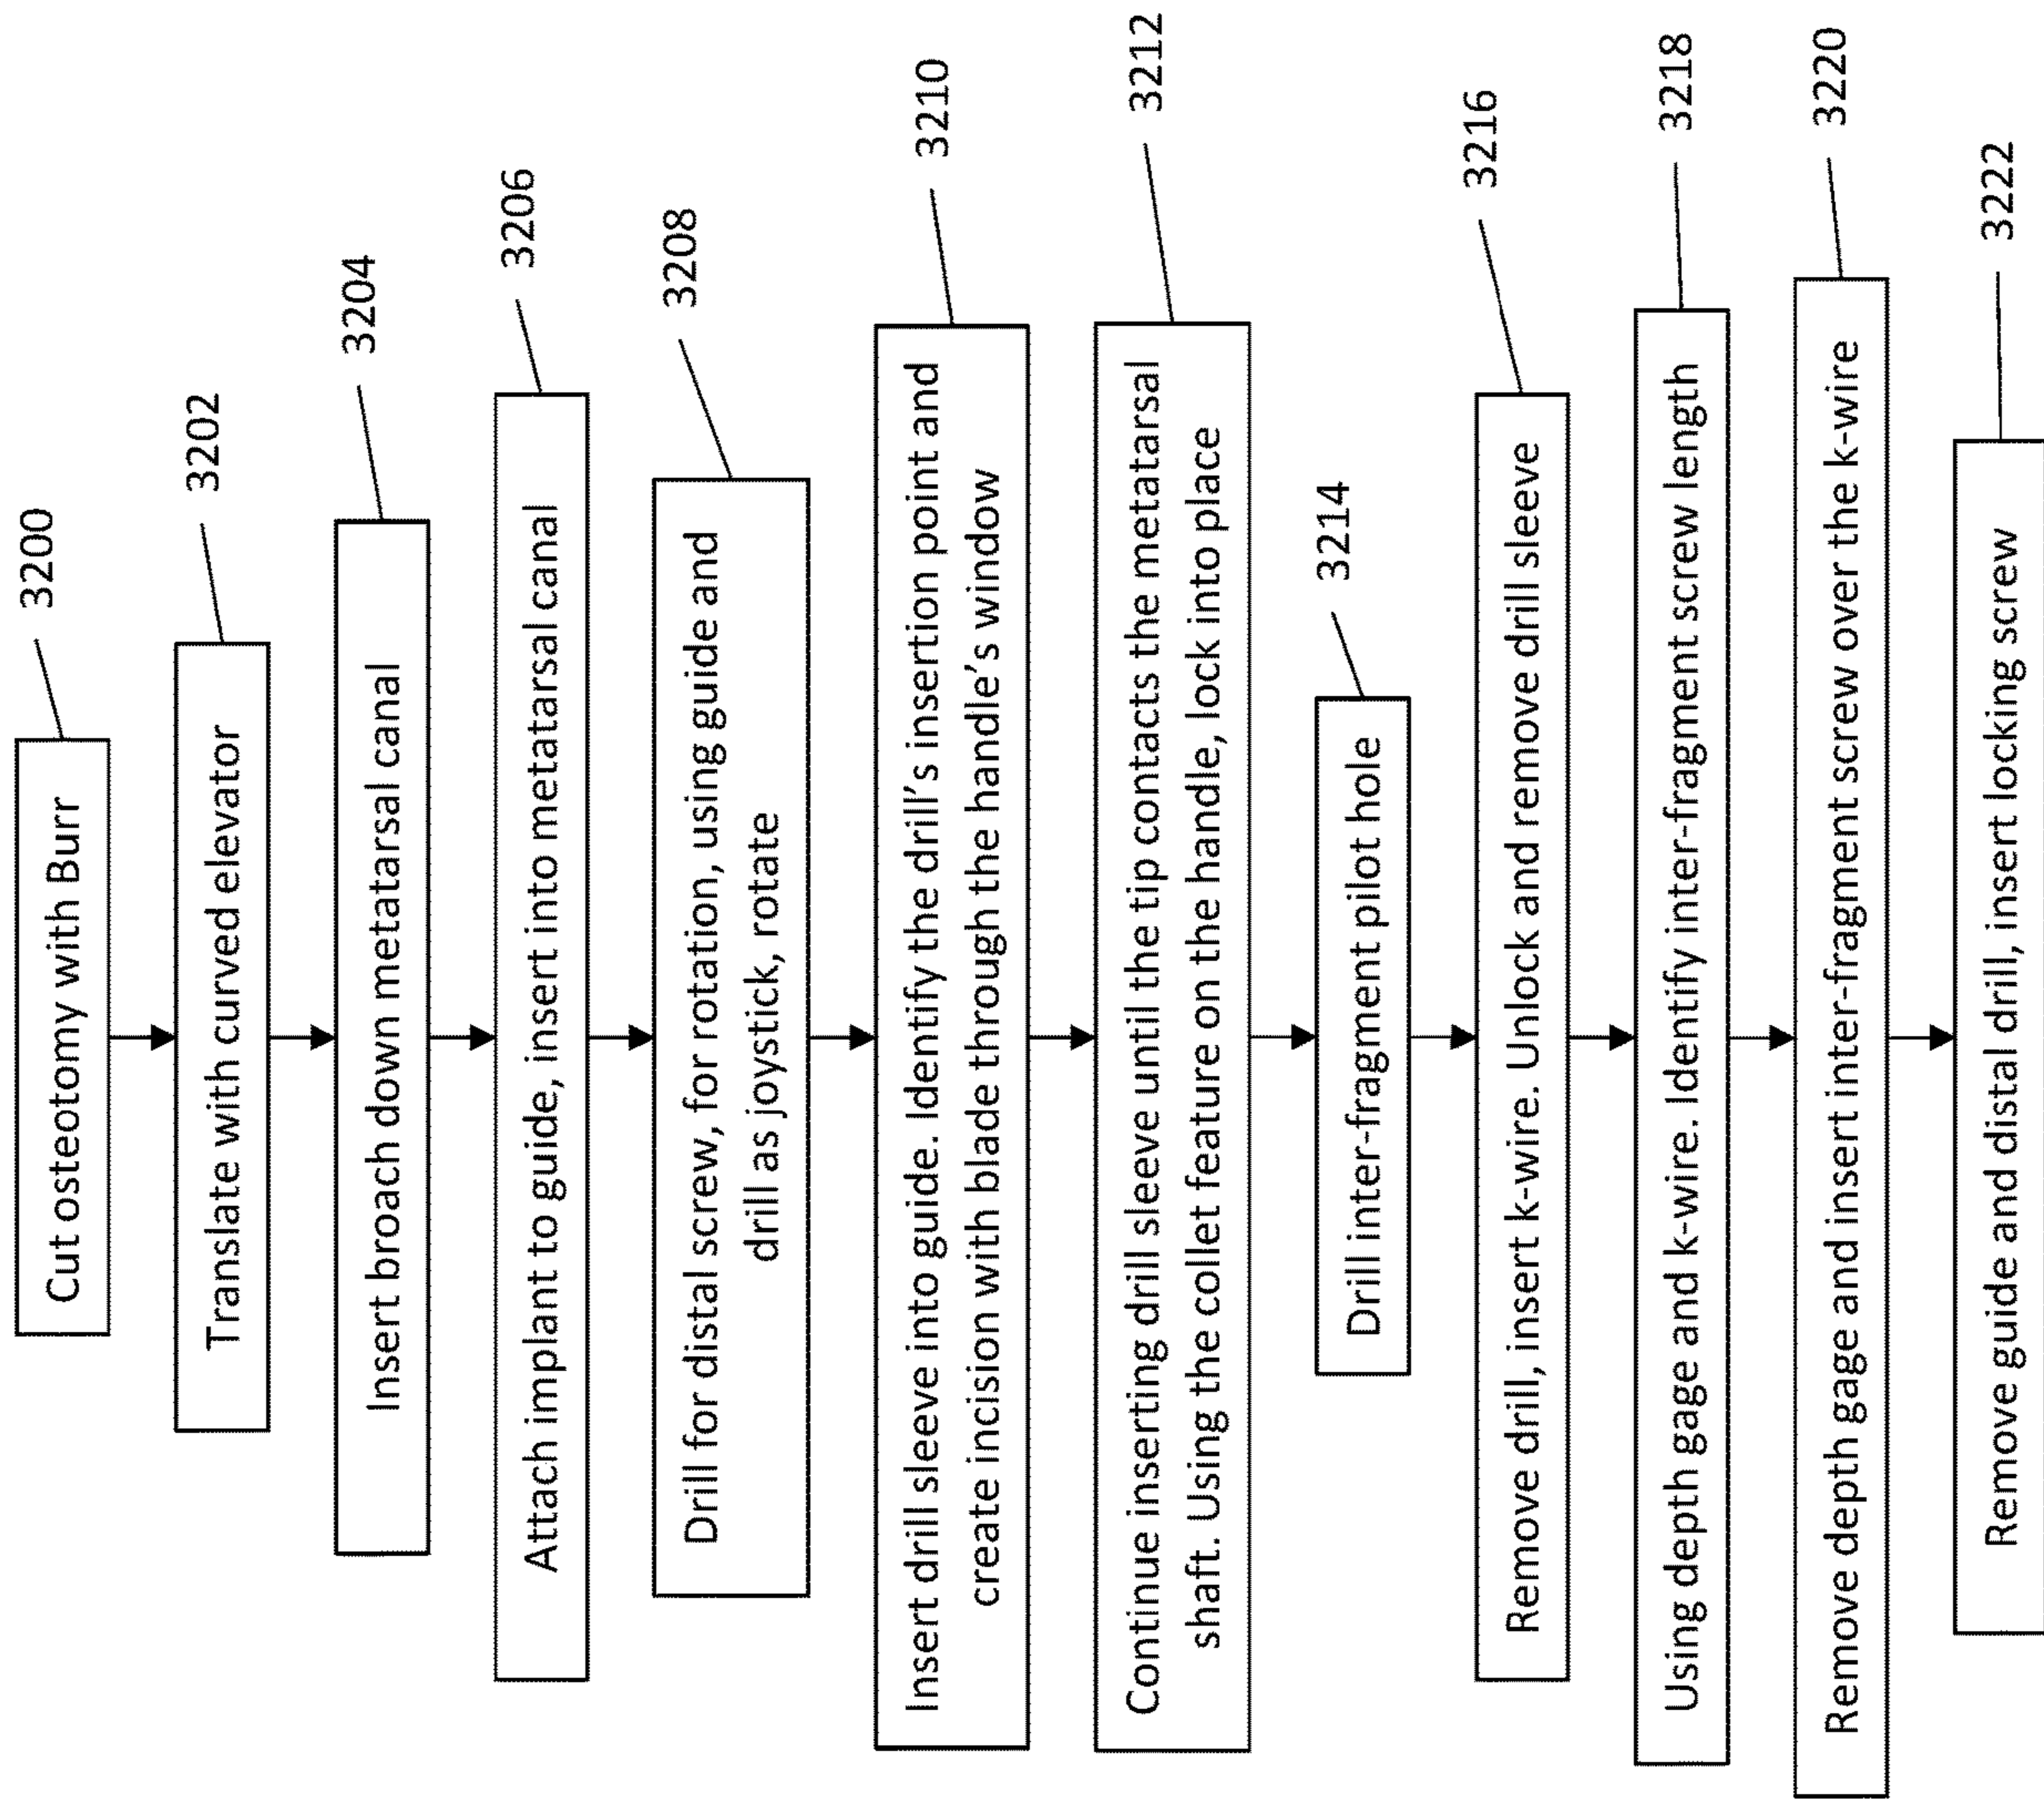 Cut osteotomy with Burr
3200
Translate with curved elevator
3202
Insert broach down metatarsal canal
3204
Attach implant to guide, insert into metatarsal canal
3206
Drill for distal screw, for rotation, using guide and
drill as joystick, rotate
3208
Insert drill sleeve into guide. Identify the drill's insertion point and
create incision with blade through the handle's window
3210
Continue inserting drill sleeve until the tip contacts the metatarsal
shaft. Using the collet feature on the handle, lock into place
3212
Drill inter-fragment pilot hole
3214
Remove drill, insert k-wire. Unlock and remove drill sleeve
3216
Using depth gage and k-wire. Identify inter-fragment screw length
3218
Remove depth gage and insert inter-fragment screw over the k-wire
3220
Remove guide and distal drill, insert locking screw
3222